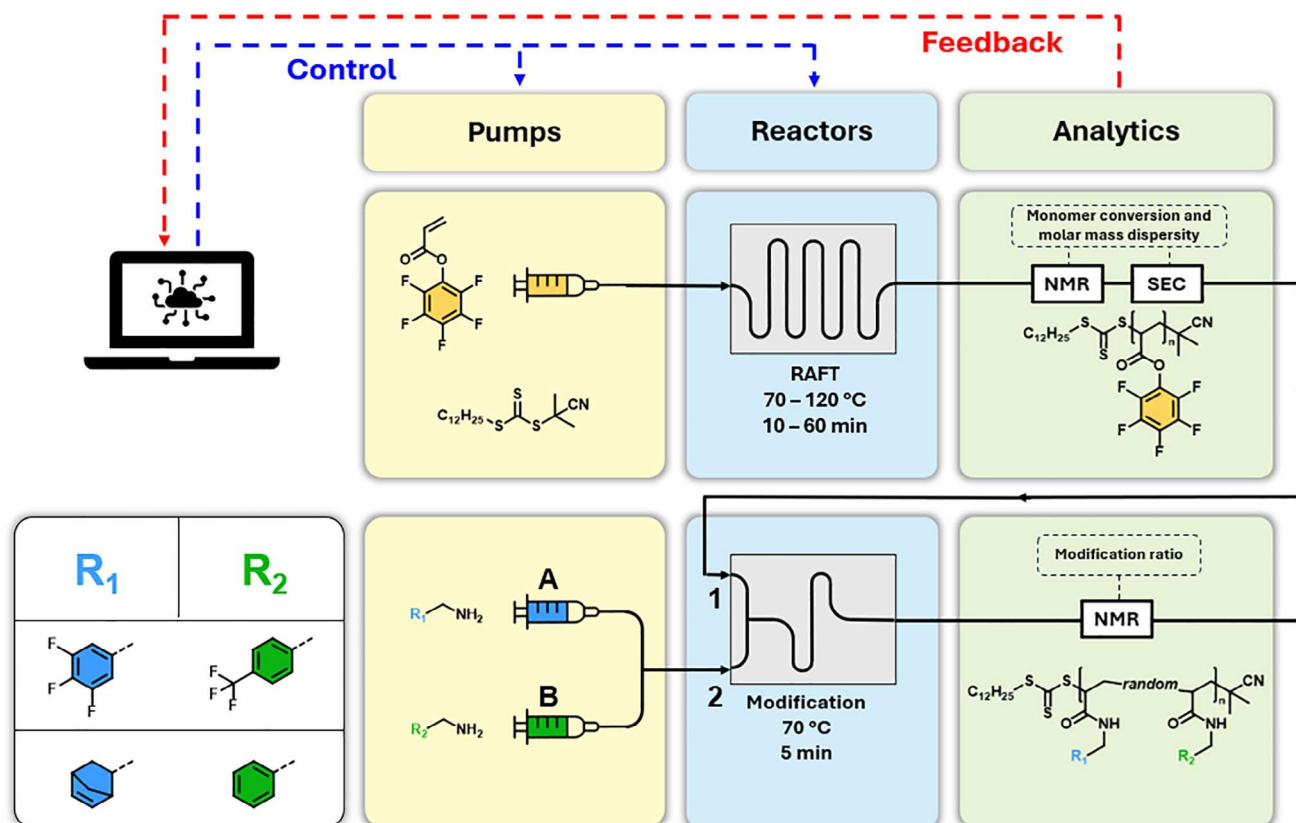 Feedback
Control
Pumps
Reactors
Analytics
O
O
F
F
F
F
F
C₁₂H₂₅
S
S
S
CN
RAFT
70 – 120 °C
10 – 60 min
Monomer conversion and
molar mass dispersity
NMR
SEC
C₁₂H₂₅
S
S
S
n
CN
O
O
F
F
F
F
F
R₁
R₂
F
F
F
F
F
F
R₁
NH₂
A
R₂
NH₂
B
1
2
Modification
70 °C
5 min
Modification ratio
NMR
C₁₂H₂₅
S
S
S
random
n
CN
O
NH
R₁
O
NH
R₂